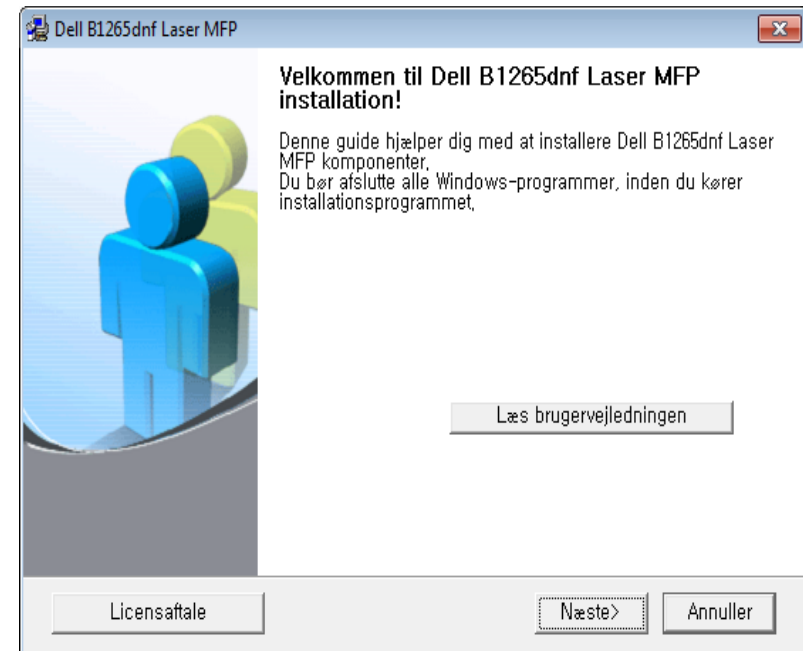 Dell B1265dnf Laser MFP
Velkommen til Dell B1265dnf Laser MFP
installation!
Denne guide hjælper dig med at installere Dell B1265dnf Laser
MFP komponenter,
Du bør afslutte alle Windows-programmer, inden du kører
installationsprogrammet,
Læs brugervejledningen
Licensaftale
Næste>
Annuller